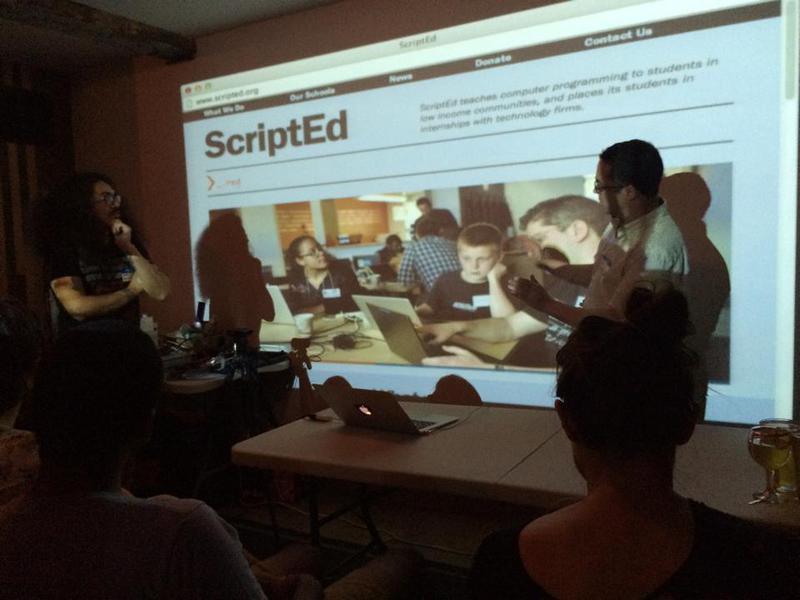 ScriptEd
www.scripted.org
What We Do Our Schools News Donate Contact Us
ScriptEd
ScriptEd teaches computer programming to students in
low income communities, and places its students in
internships with technology firms.